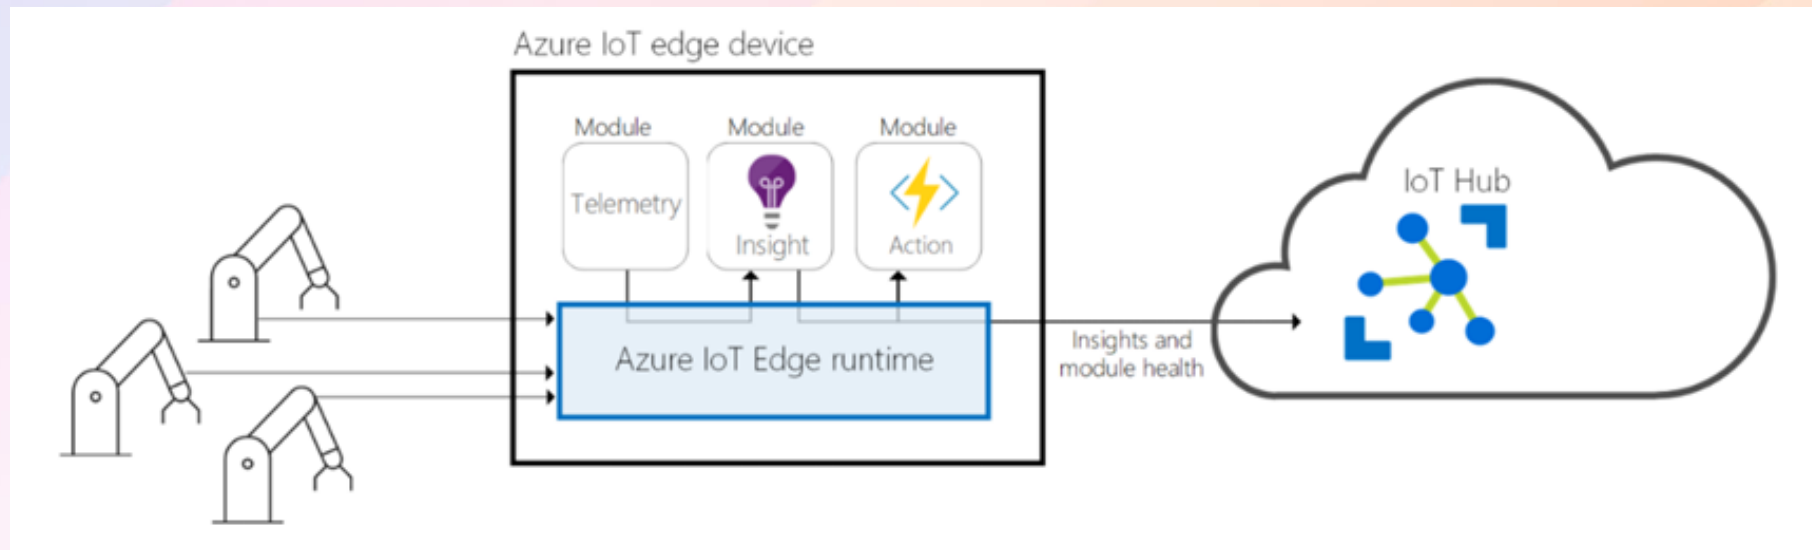 Azure IoT edge device
Module
Module
Module
Telemetry
Insight
Action
Azure IoT Edge runtime
Insights and
module health
IoT Hub